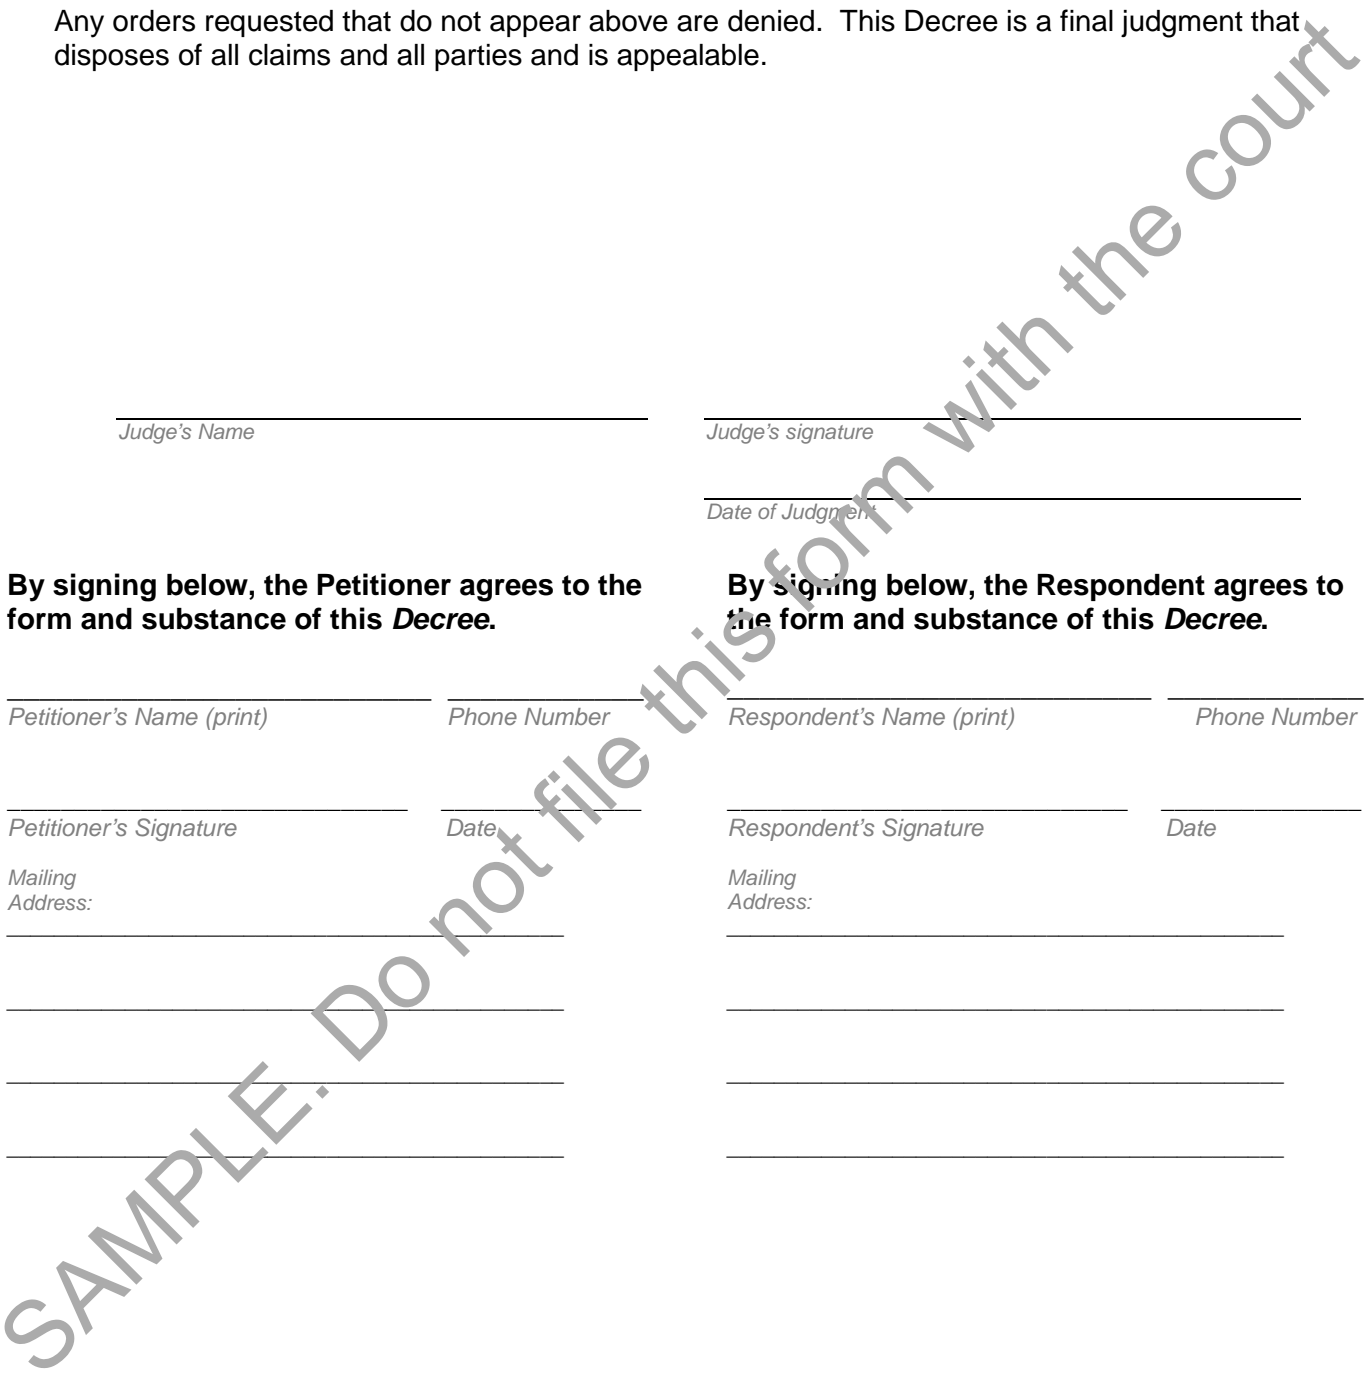 Any orders requested that do not appear above are denied.  This Decree is a final judgment that
disposes of all claims and all parties and is appealable.
Judge's Name
Judge's signature
Date of Judgment
By signing below, the Petitioner agrees to the
form and substance of this Decree.
Petitioner's Name (print) Phone Number
Petitioner's Signature Date
Mailing
Address:
By signing below, the Respondent agrees to
the form and substance of this Decree.
Respondent's Name (print) Phone Number
Respondent's Signature Date
Mailing
Address:
SAMPLE. Do not file this form with the court